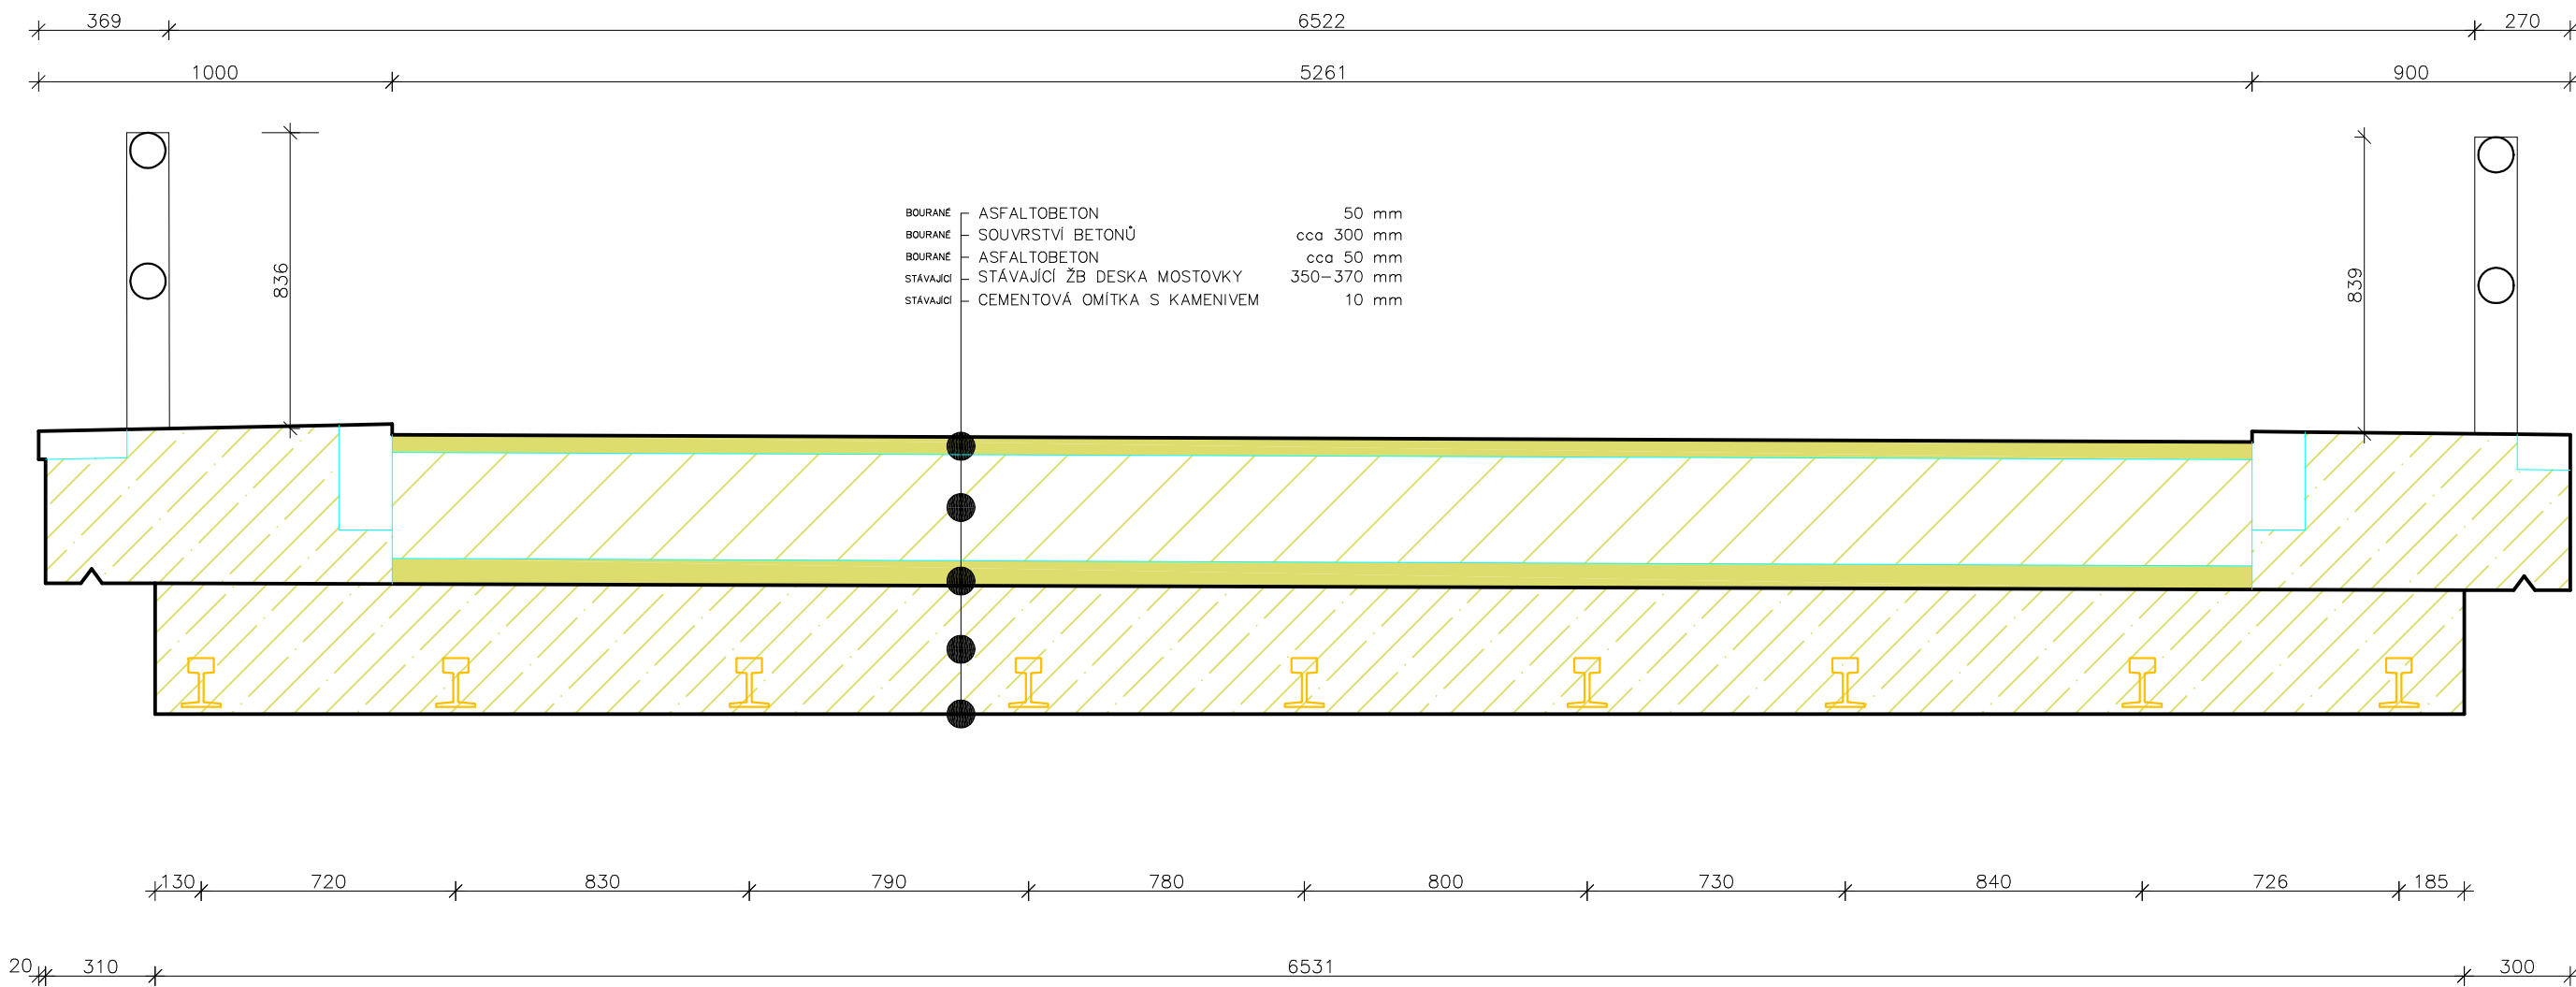 369 6522 270
1000 5261 900
836
839
BOURANÉ ASFALTOBETON 50 mm
BOURANÉ SOUVRSTVÍ BETONŮ cca 300 mm
BOURANÉ ASFALTOBETON cca 50 mm
STÁVAJÍCÍ STÁVAJÍCÍ ŽB DESKA MOSTOVKY 350-370 mm
STÁVAJÍCÍ CEMENTOVÁ OMÍTKA S KAMENIVEM 10 mm
130 720 830 790 780 800 730 840 726 185
20 310 6531 300